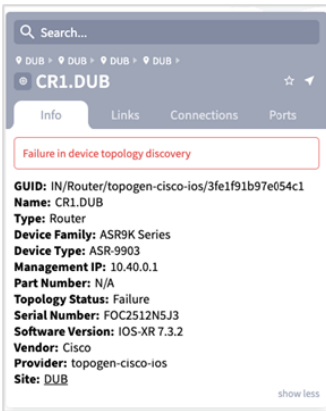 Search...
DUB > DUB > DUB > DUB >
CR1.DUB
Info Links Connections Ports
Failure in device topology discovery
GUID: IN/Router/topogen-cisco-ios/3fe1f91b97e054c1
Name: CR1.DUB
Type: Router
Device Family: ASR9K Series
Device Type: ASR-9903
Management IP: 10.40.0.1
Part Number: N/A
Topology Status: Failure
Serial Number: FOC2512N5J3
Software Version: IOS-XR 7.3.2
Vendor: Cisco
Provider: topogen-cisco-ios
Site: DUB
show less